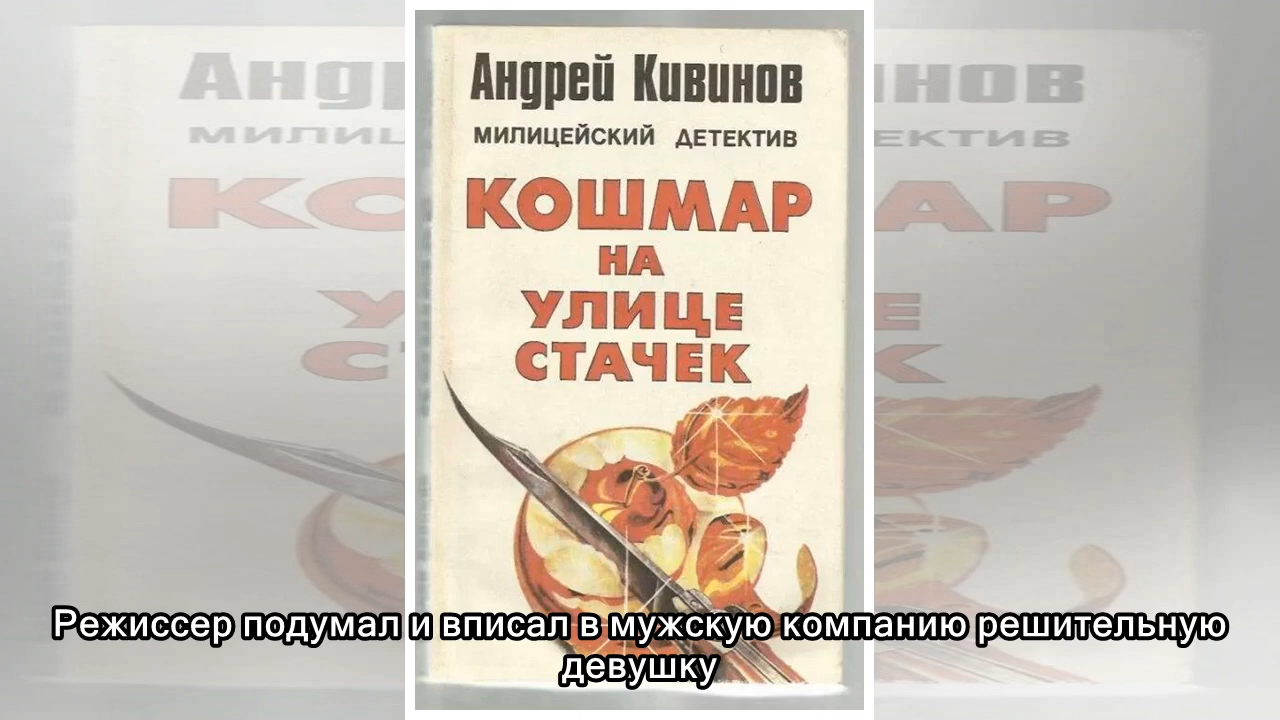 Андрей Кивинов
МИЛИЦЕЙСКИЙ ДЕТЕКТИВ
КОШМАР
НА
УЛИЦЕ
СТАЧЕК
Режиссер подумал и вписал в мужскую компанию решительную
девушку